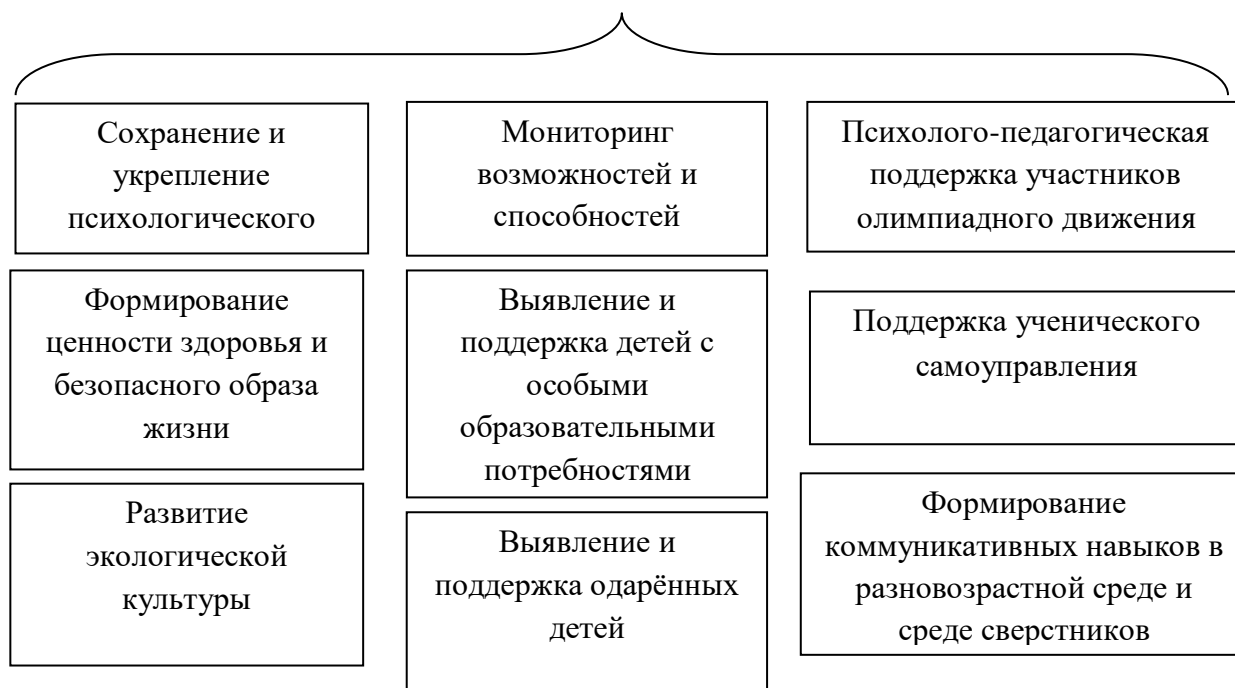 Сохранение и
укрепление
психологического
Мониторинг
возможностей и
способностей
Психолого-педагогическая
поддержка участников
олимпиадного движения
Формирование
ценности здоровья и
безопасного образа
жизни
Выявление и
поддержка детей с
особыми
образовательными
потребностями
Поддержка ученического
самоуправления
Развитие
экологической
культуры
Выявление и
поддержка одарённых
детей
Формирование
коммуникативных навыков в
разновозрастной среде и
среде сверстников